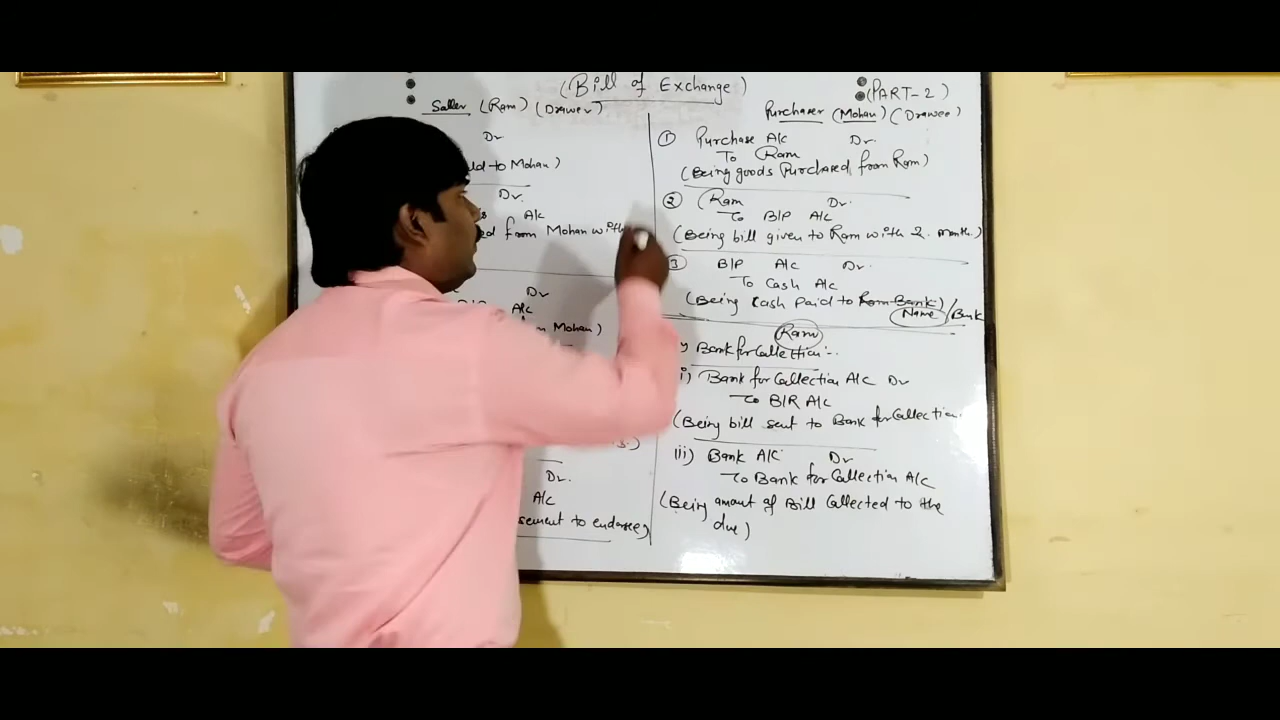 (Bill of Exchange)
(PART-2)
Saller (Ram) (Drawer)
Dr
ld to Mohan)
Dr.
A/c
ed from Mohan with
Dr
A/c
Mohan)
Dr.
A/c
sement to endorsee)
Purchaser (Mohan) (Drawee)
① Purchase A/c Dr.
To Ram
(Being goods Purchased from Ram)
② Ram Dr.
To B/P A/c
(Being bill given to Ram with 2. month.)
③ B/P A/c Dr.
To Cash A/c
(Being Cash Paid to Bank)
Name / Bank
Ram
Bank for Collection:-
i) Bank for Collection A/c Dr
To B/R A/c
(Being bill sent to Bank for Collection.
iii) Bank A/c Dr
To Bank for Collection A/c
(Being amount of Bill Collected to the
due)